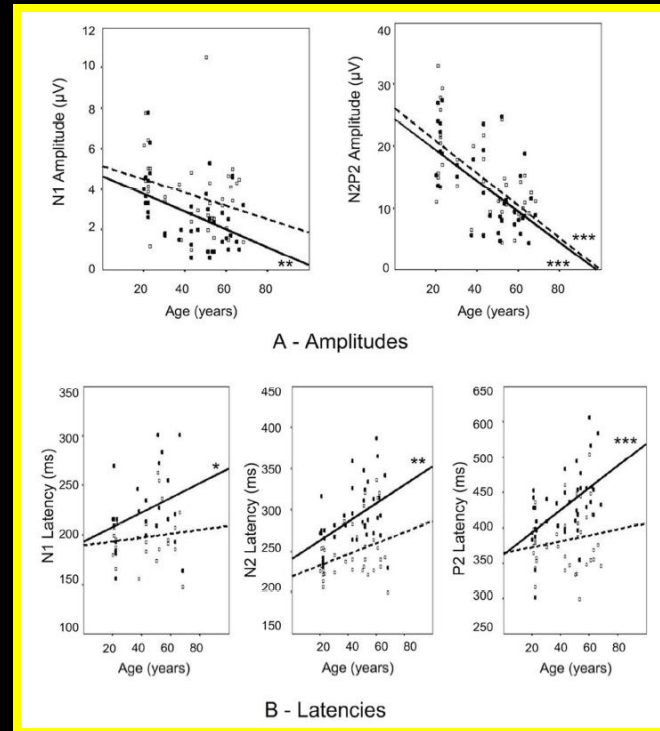 12
10
8
6
4
2
0
N1 Amplitude (µV)
20 40 60 80
Age (years)
**
40
30
20
10
0
N2P2 Amplitude (µV)
20 40 60 80
Age (years)
***
***
A - Amplitudes
350
300
250
200
150
100
N1 Latency (ms)
20 40 60 80
Age (years)
*
450
400
350
300
250
200
150
N2 Latency (ms)
20 40 60 80
Age (years)
**
650
600
550
500
450
400
350
250
P2 Latency (ms)
20 40 60 80
Age (years)
***
B - Latencies